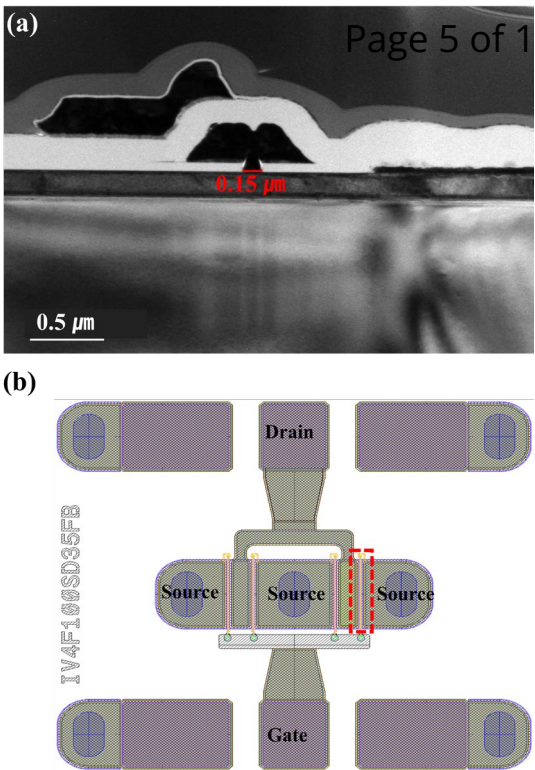 (a)
Page 5 of 1
0.15 μm
0.5 μm
(b)
Drain
IV4F100SD35FB
Source Source Source
Gate